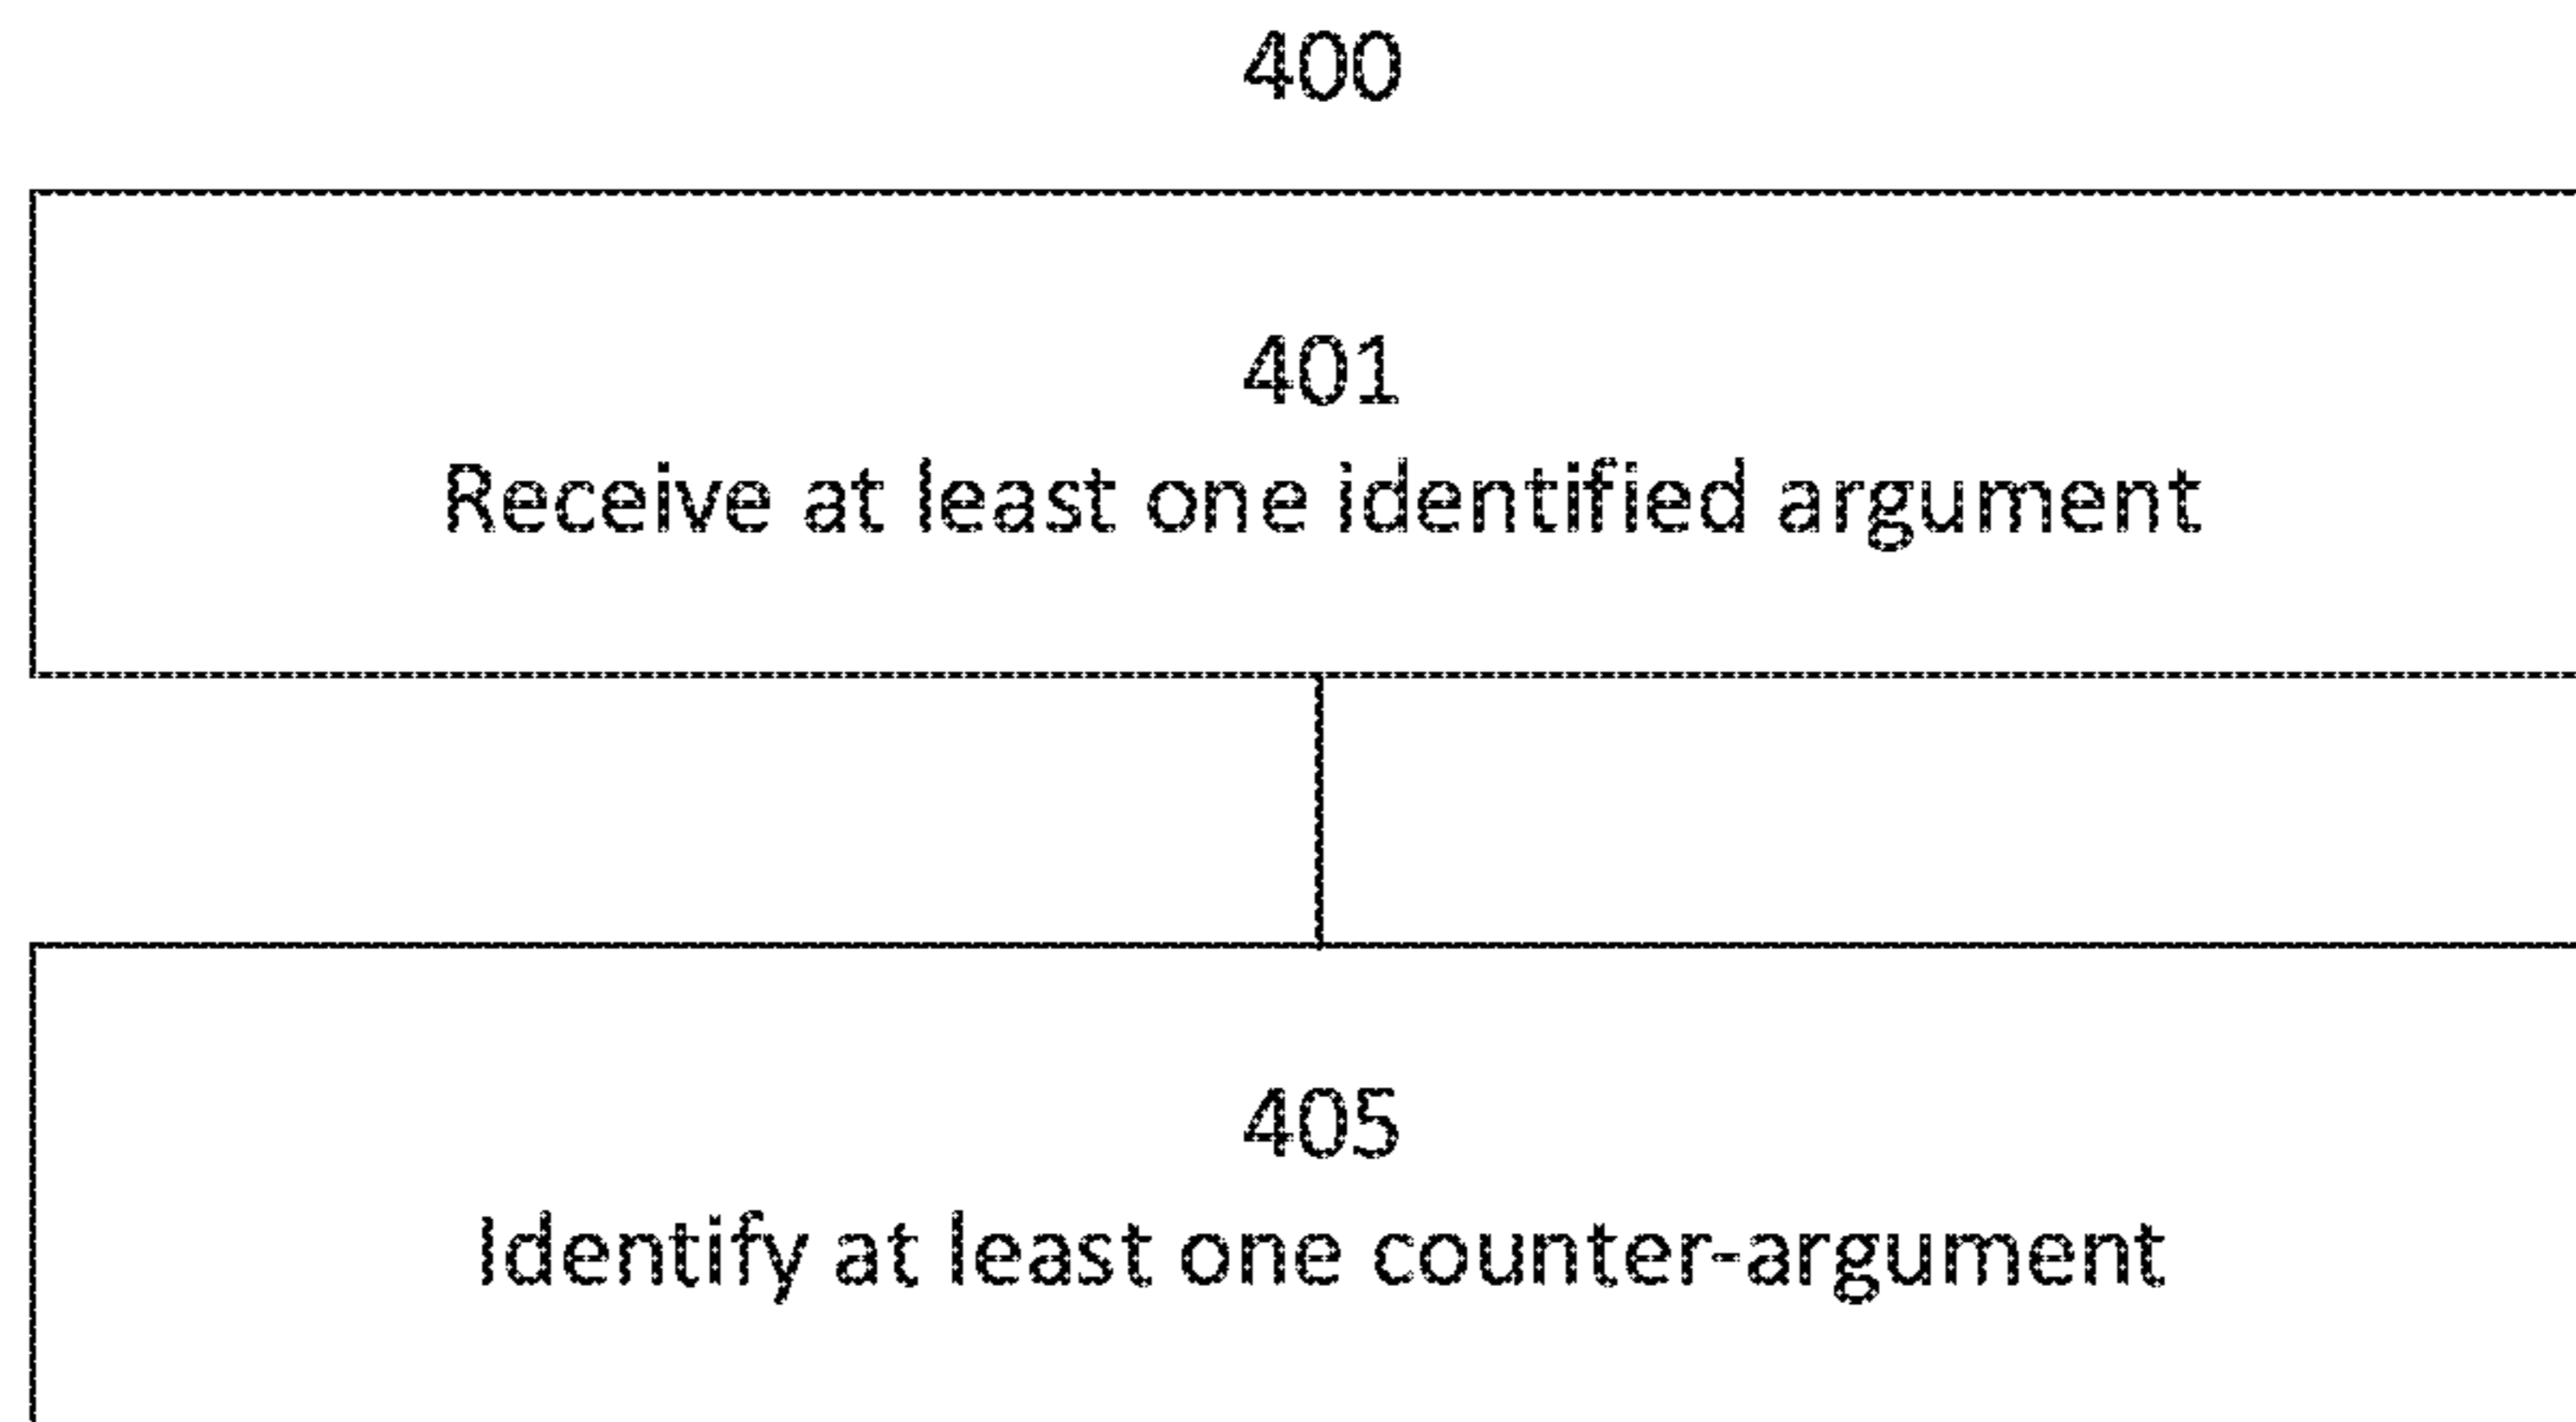 400
401
Receive at least one identified argument
405
Identify at least one counter-argument